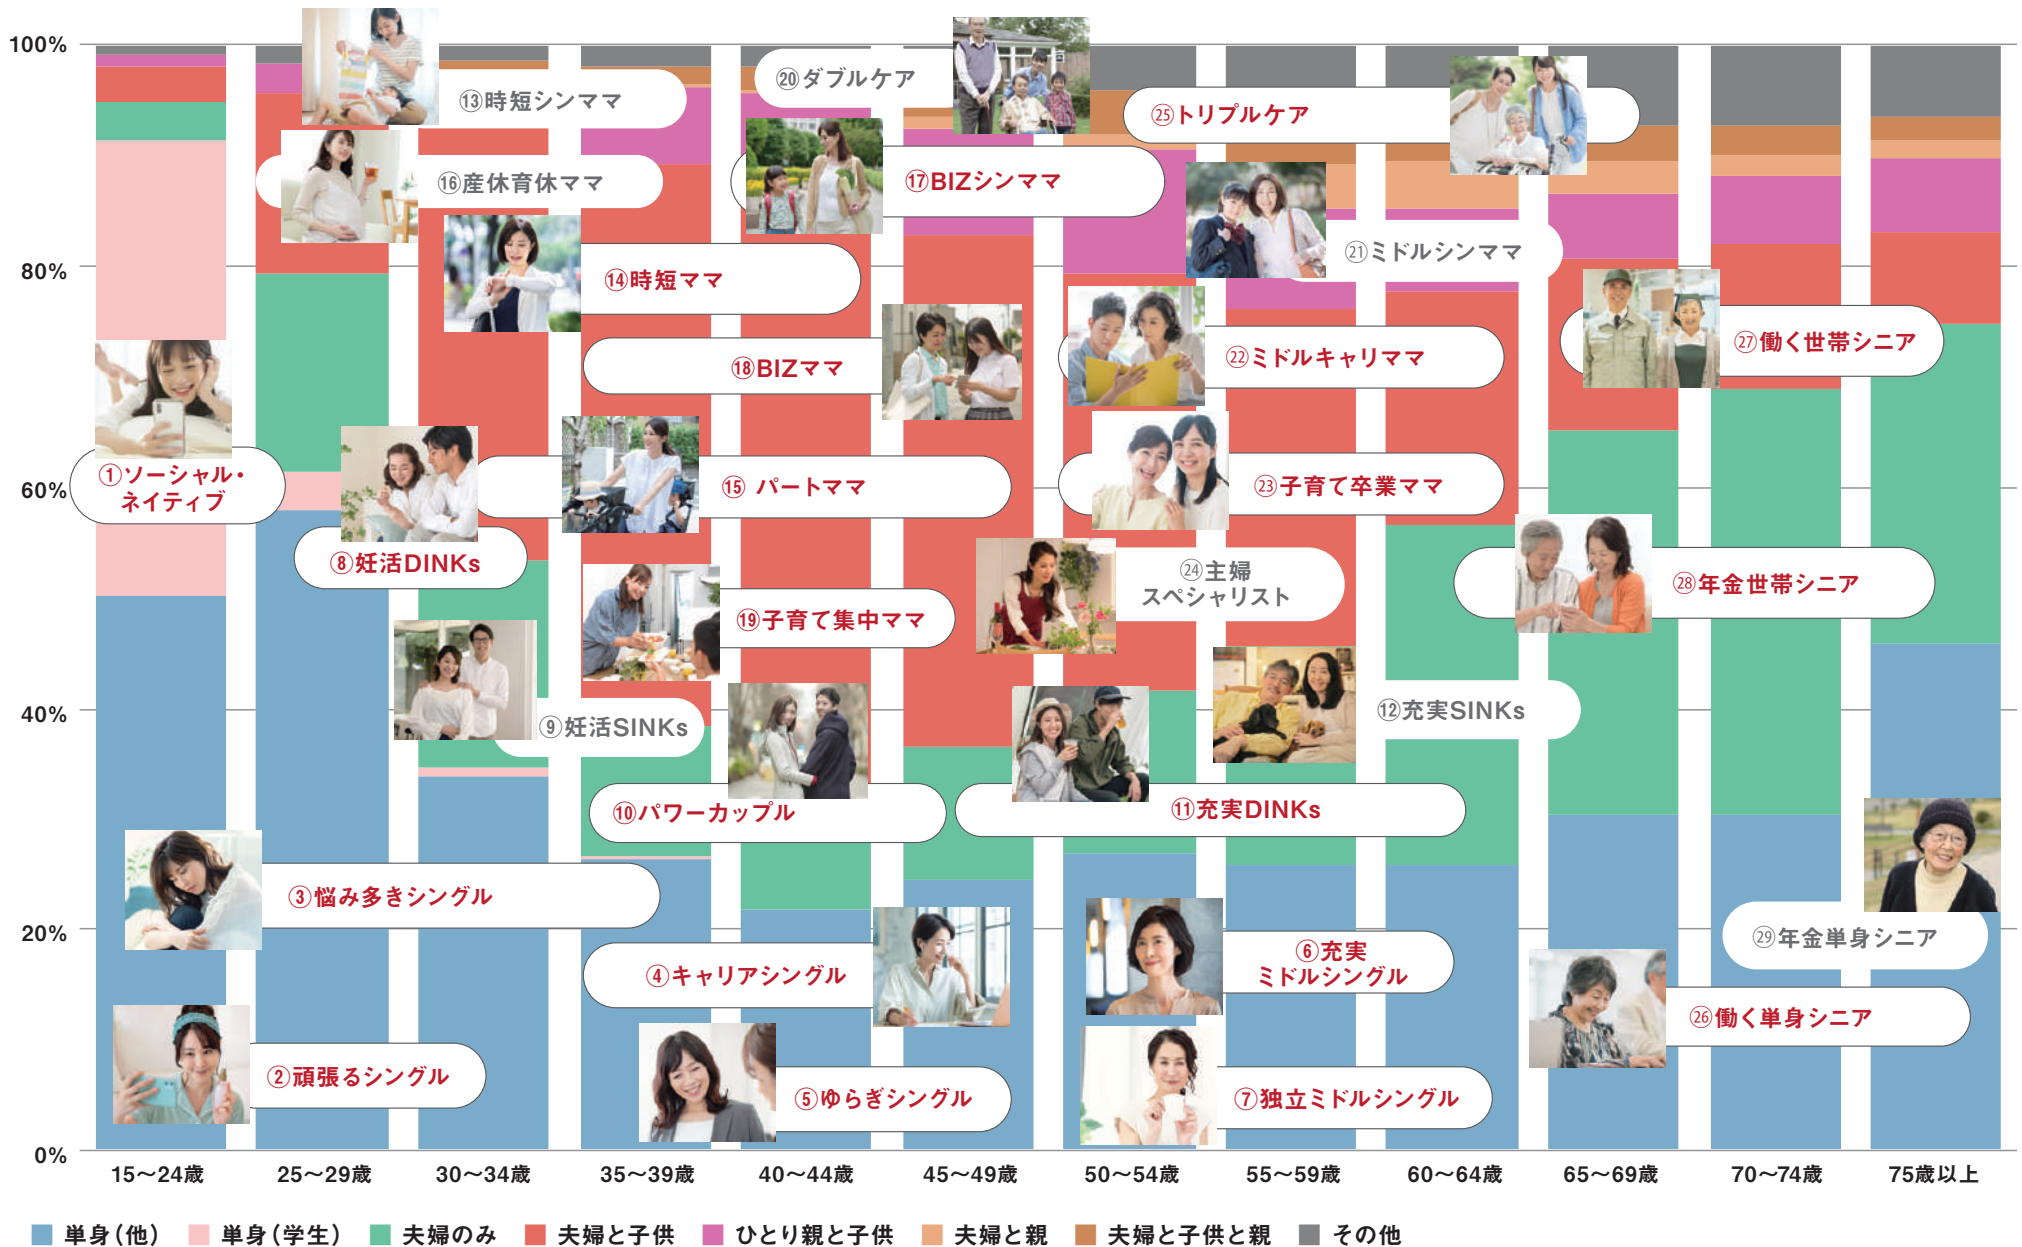 100%
80%
60%
40%
20%
0%
⑬時短シンママ
⑳ダブルケア
㉕トリプルケア
⑯産休育休ママ
⑰BIZシンママ
㉑ミドルシンママ
⑭時短ママ
⑱BIZママ
㉒ミドルキャリママ
㉗働く世帯シニア
①ソーシャル・
ネイティブ
⑮ パートママ
㉓子育て卒業ママ
⑧妊活DINKs
㉔主婦
スペシャリスト
㉘年金世帯シニア
⑲子育て集中ママ
⑨妊活SINKs
⑫充実SINKs
⑩パワーカップル
⑪充実DINKs
③悩み多きシングル
④キャリアシングル
⑥充実
ミドルシングル
㉙年金単身シニア
㉖働く単身シニア
②頑張るシングル
⑤ゆらぎシングル
⑦独立ミドルシングル
15〜24歳
25〜29歳
30〜34歳
35〜39歳
40〜44歳
45〜49歳
50〜54歳
55〜59歳
60〜64歳
65〜69歳
70〜74歳
75歳以上
単身（他）
単身（学生）
夫婦のみ
夫婦と子供
ひとり親と子供
夫婦と親
夫婦と子供と親
その他